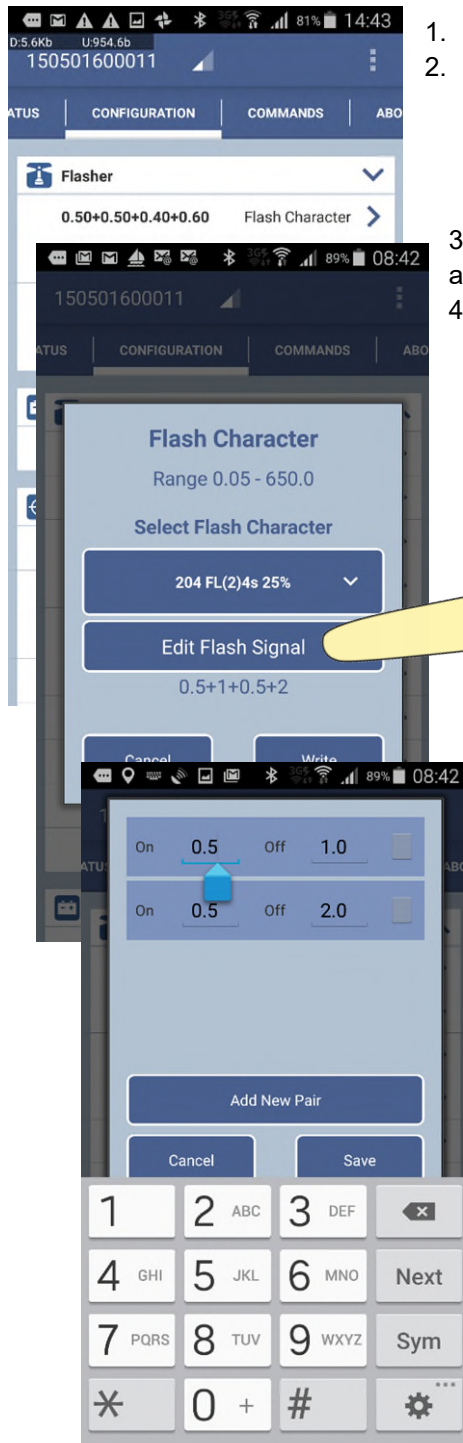 81% 14:43
D:5.6Kb U:954.6b
150501600011
1.
2.
ATUS CONFIGURATION COMMANDS ABO
Flasher
0.50+0.50+0.40+0.60 Flash Character
3
a
4
89% 08:42
150501600011
ATUS CONFIGURATION COMMANDS ABO
Flash Character
Range 0.05 - 650.0
Select Flash Character
204 FL(2)4s 25%
Edit Flash Signal
0.5+1+0.5+2
Cancel Write
89% 08:42
1
ATU AB
On 0.5 Off 1.0
On 0.5 Off 2.0
Add New Pair
Cancel Save
1 2 ABC 3 DEF
4 GHI 5 JKL 6 MNO Next
7 PQRS 8 TUV 9 WXYZ Sym
* 0 + # ...